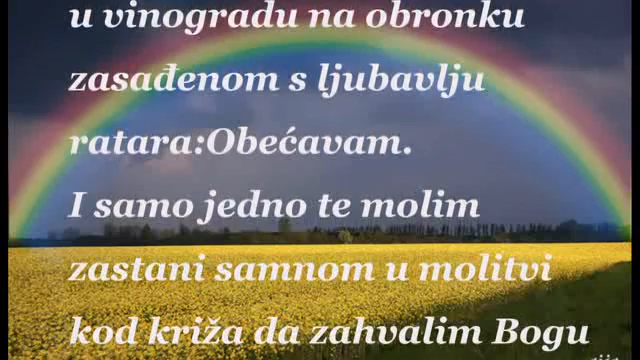 u vinogradu na obronku
zasađenom s ljubavlju
ratara:Obećavam.
I samo jedno te molim
zastani samnom u molitvi
kod križa da zahvalim Bogu